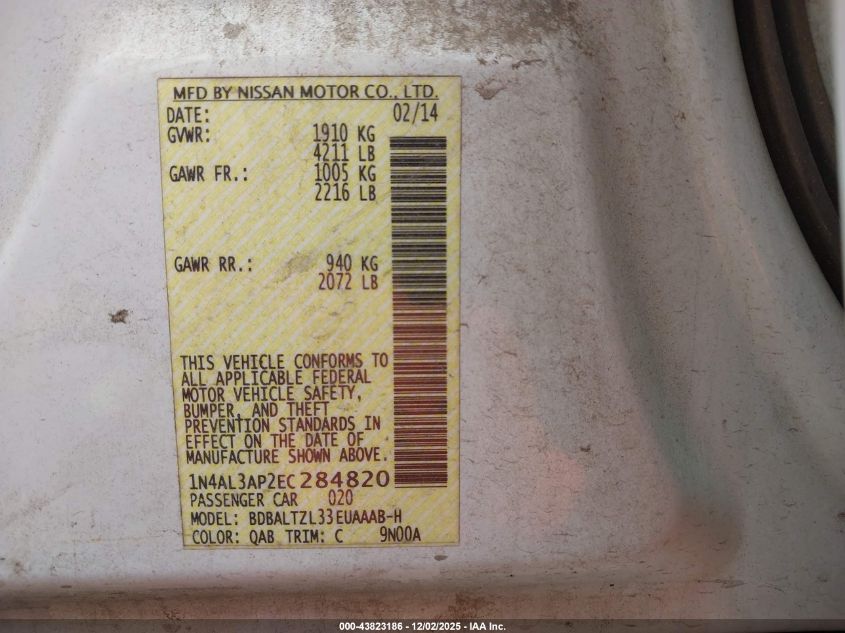 MFD BY NISSAN MOTOR CO., LTD.
DATE: 02/14
GVWR: 1910 KG
4211 LB
GAWR FR.: 1005 KG
2216 LB
GAWR RR.: 940 KG
2072 LB
THIS VEHICLE CONFORMS TO
ALL APPLICABLE FEDERAL
MOTOR VEHICLE SAFETY,
BUMPER, AND THEFT
PREVENTION STANDARDS IN
EFFECT ON THE DATE OF
MANUFACTURE SHOWN ABOVE.
1N4AL3AP2EC284820
PASSENGER CAR 020
MODEL: BDBALTZL33EUAAAB-H
COLOR: QAB TRIM: C 9N00A
000-43823186 - 12/02/2025 - IAA Inc.